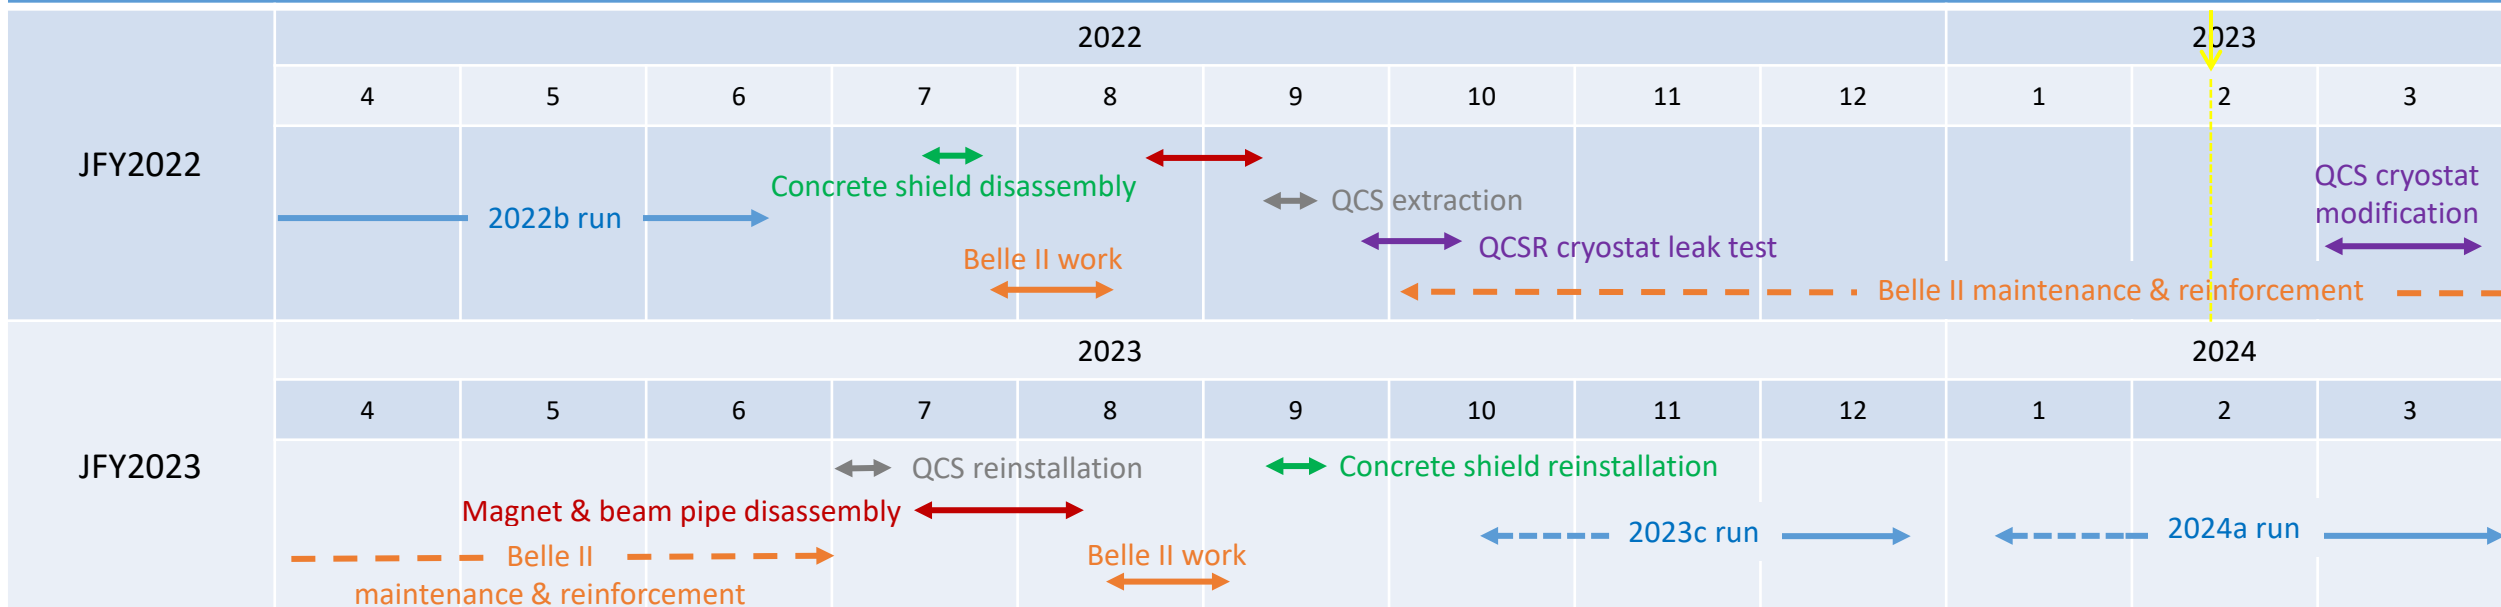 2022 2023
4 5 6 7 8 9 10 11 12 1 2 3
JFY2022
Concrete shield disassembly
QCS cryostat
modification
QCS extraction
2022b run
QCSR cryostat leak test
Belle II work
Belle II maintenance & reinforcement
2023 2024
4 5 6 7 8 9 10 11 12 1 2 3
JFY2023
QCS reinstallation
Concrete shield reinstallation
Magnet & beam pipe disassembly
2023c run
2024a run
Belle II
maintenance & reinforcement
Belle II work